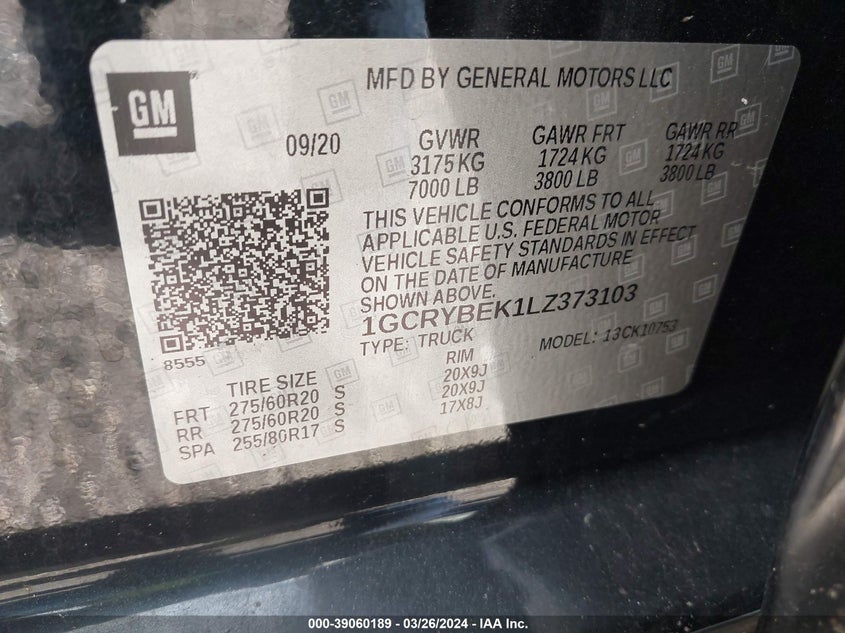 GM
MFD BY GENERAL MOTORS LLC
09/20
GVWR GAWR FRT GAWR RR
3175 KG 1724 KG 1724 KG
7000 LB 3800 LB 3800 LB
THIS VEHICLE CONFORMS TO ALL
APPLICABLE U.S. FEDERAL MOTOR
VEHICLE SAFETY STANDARDS IN EFFECT
ON THE DATE OF MANUFACTURE
SHOWN ABOVE.
1GCRYBEK1LZ373103
TYPE: TRUCK MODEL: 13CK10753
8555
TIRE SIZE RIM
FRT 275/60R20 S 20X9J
RR 275/60R20 S 20X9J
SPA 255/80R17 S 17X8J
000-39060189 - 03/26/2024 - IAA Inc.